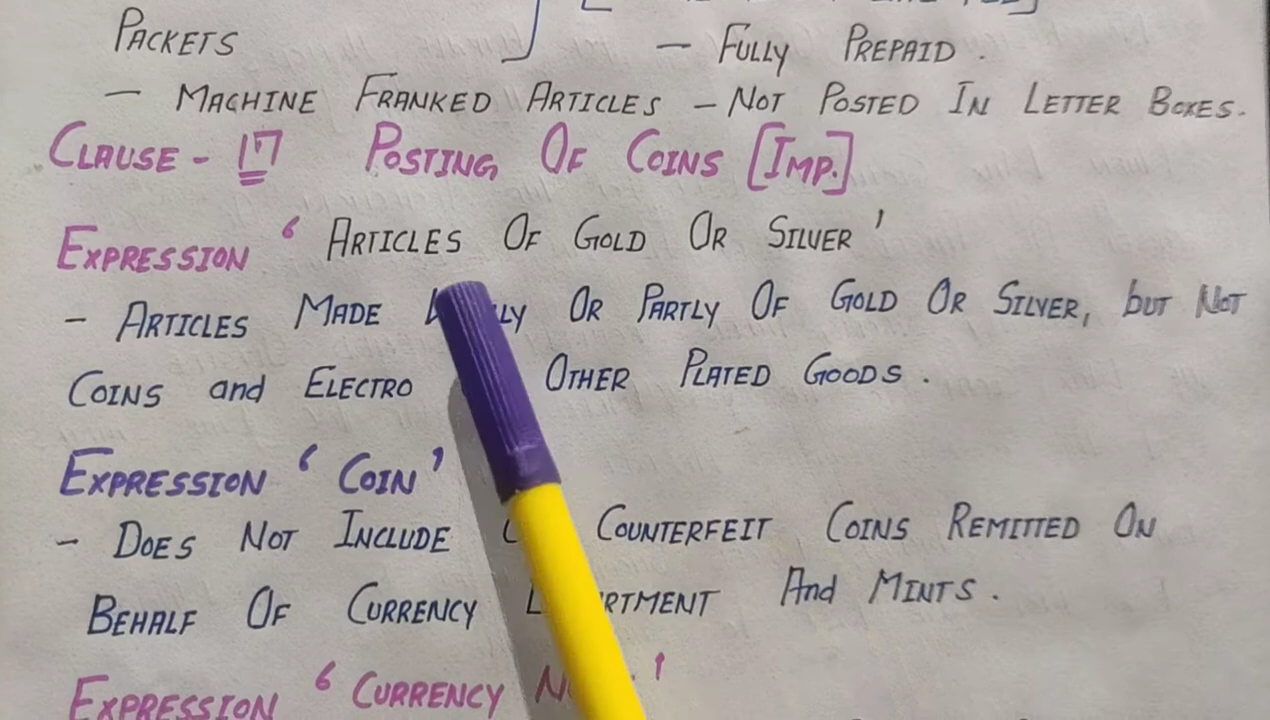 PACKETS
— FULLY PREPAID.
— MACHINE FRANKED ARTICLES — NOT POSTED IN LETTER BOXES.
CLAUSE - 17 POSTING OF COINS [IMP.]
EXPRESSION ‘ARTICLES OF GOLD OR SILVER’
— ARTICLES MADE OR PARTLY OF GOLD OR SILVER, but NOT
COINS and ELECTRO OTHER PLATED GOODS.
EXPRESSION ‘COIN’
— DOES NOT INCLUDE COUNTERFEIT COINS REMITTED ON
BEHALF OF CURRENCY And MINTS.
EXPRESSION ‘CURRENCY